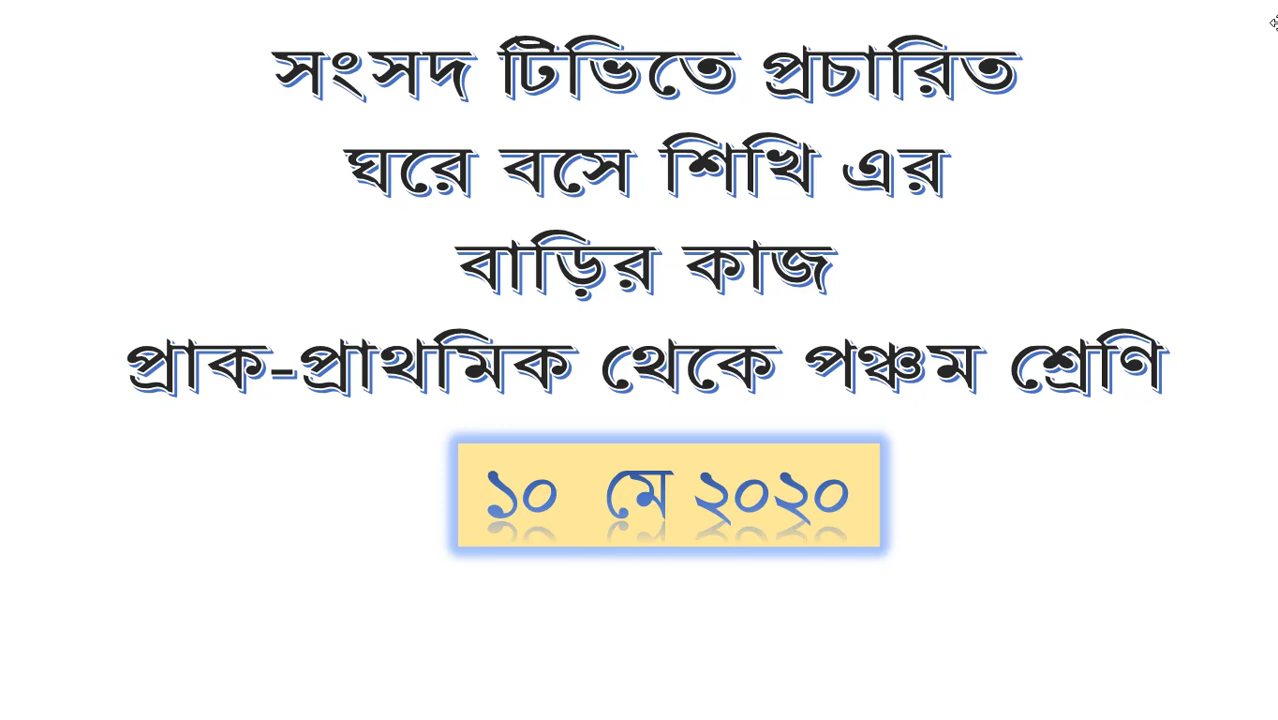 সংসদ টিভিতে প্রচারিত
ঘরে বসে শিখি এর
বাড়ির কাজ
প্রাক-প্রাথমিক থেকে পঞ্চম শ্রেণি
১০ মে ২০২০